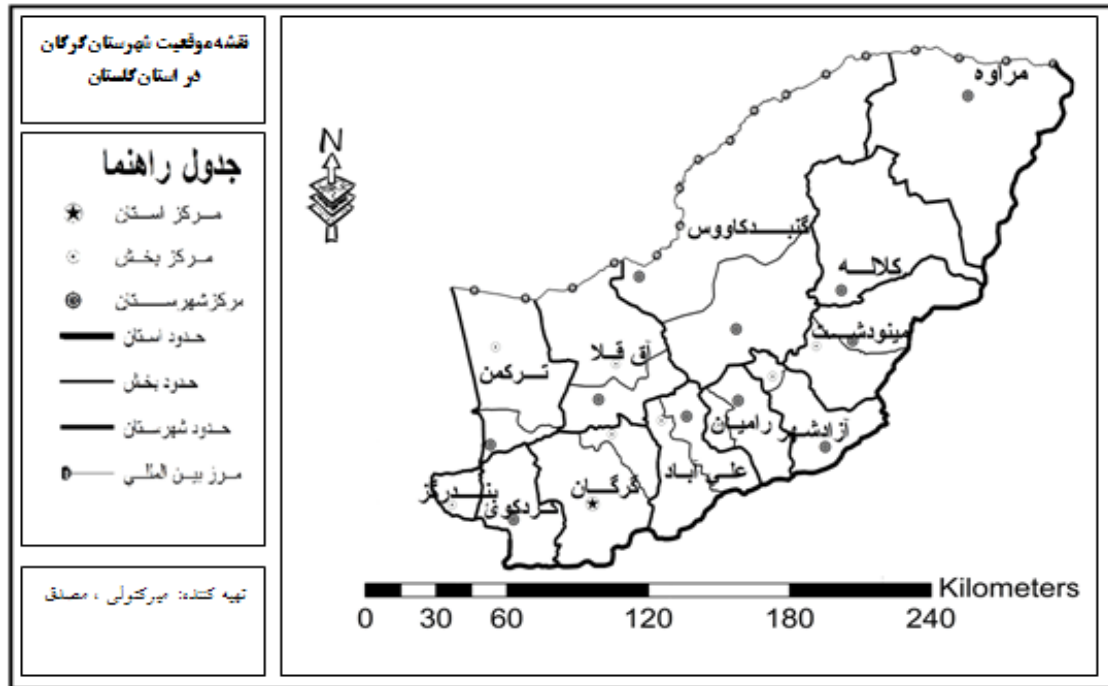 نقشه موقعیت شهرستان گرگان
در استان گلستان
جدول راهنما
مرکز استان
مرکز بخش
مرکز شهرستان
حدود استان
حدود بخش
حدود شهرستان
مرز بین المللی
تهیه کننده: میرکتولی ، مصدق
N
مراوه
گنبدکاووس
کلاله
مینودشت
آق قلا
ترکمن
رامیان
آزادشهر
علی آباد
گرگان
بندرگز
کردکوی
Kilometers
0 30 60 120 180 240